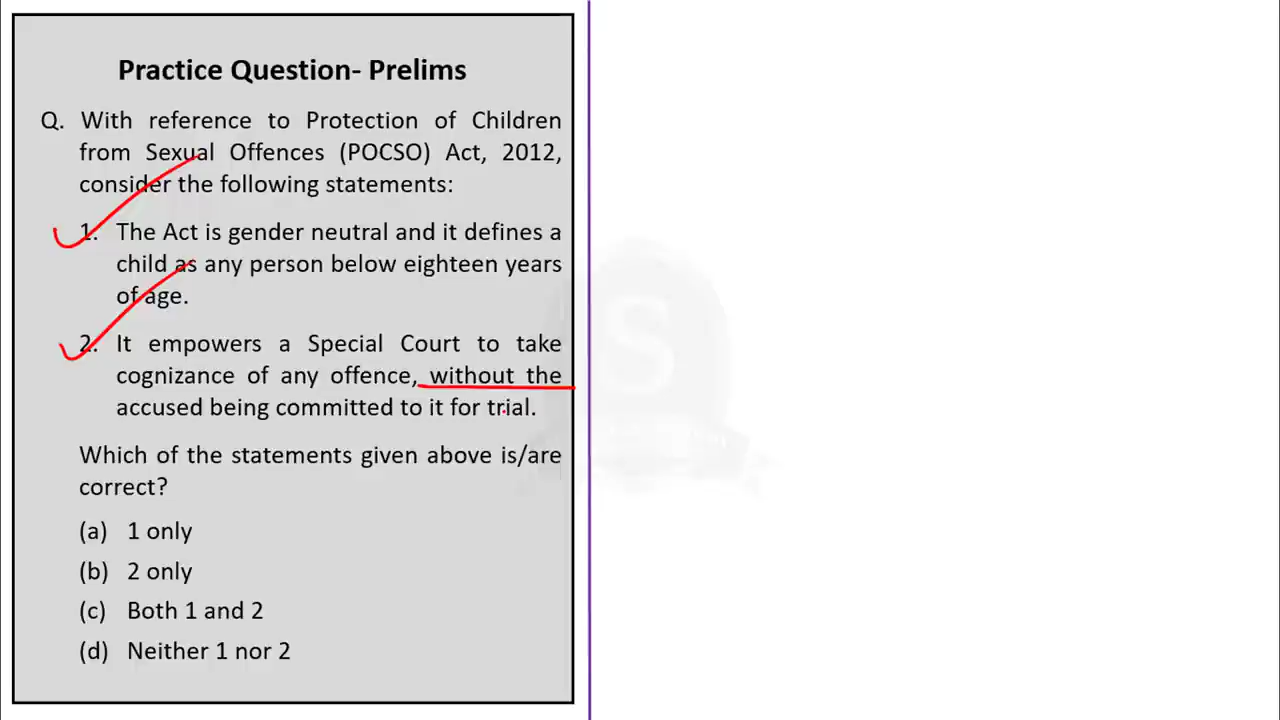 Practice Question- Prelims
Q. With reference to Protection of Children
from Sexual Offences (POCSO) Act, 2012,
consider the following statements:
1. The Act is gender neutral and it defines a
child as any person below eighteen years
of age.
2. It empowers a Special Court to take
cognizance of any offence, without the
accused being committed to it for trial.
Which of the statements given above is/are
correct?
(a) 1 only
(b) 2 only
(c) Both 1 and 2
(d) Neither 1 nor 2
S